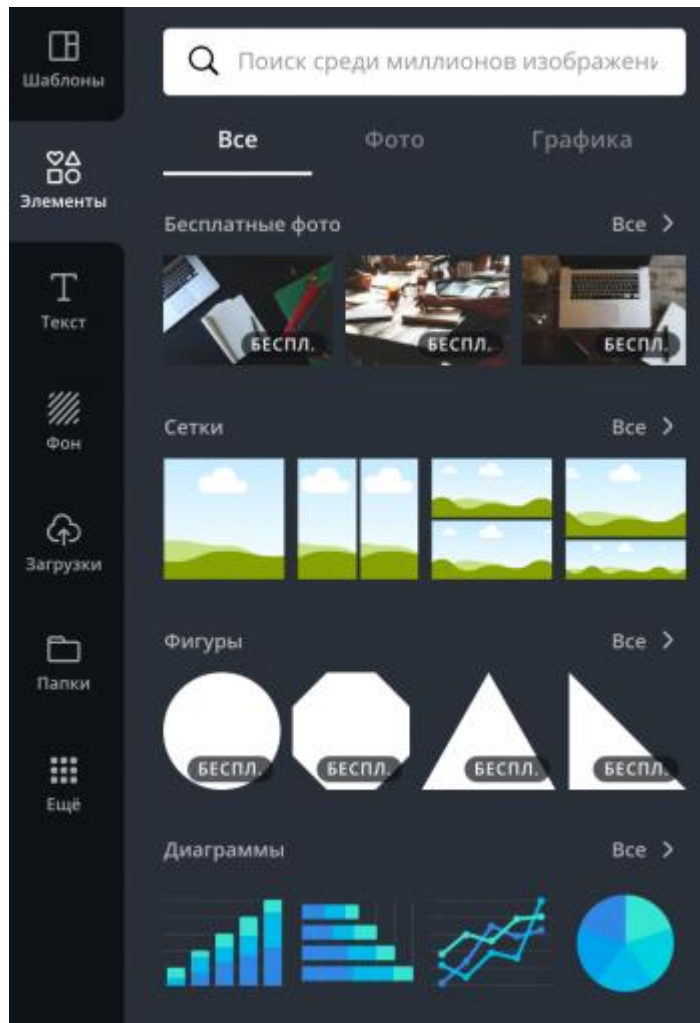 Шаблоны
Элементы
Текст
Фон
Загрузки
Папки
Ещё
Поиск среди миллионов изображени
Все Фото Графика
Бесплатные фото Все
БЕСПЛ. БЕСПЛ. БЕСПЛ.
Сетки Все
Фигуры Все
БЕСПЛ. БЕСПЛ. БЕСПЛ. БЕСПЛ.
Диаграммы Все